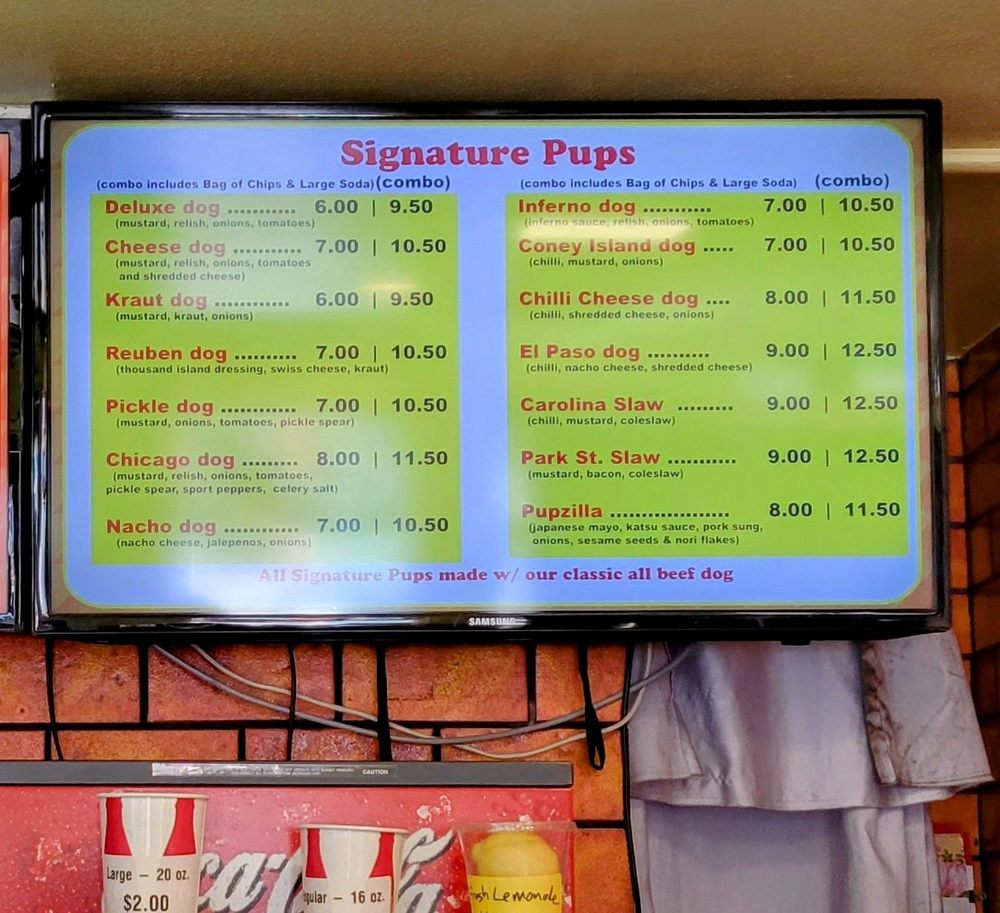 Signature Pups
(combo includes Bag of Chips & Large Soda) (combo)
Deluxe dog ........... 6.00 | 9.50
(mustard, relish, onions, tomatoes)
Cheese dog ........... 7.00 | 10.50
(mustard, relish, onions, tomatoes
and shredded cheese)
Kraut dog ............ 6.00 | 9.50
(mustard, kraut, onions)
Reuben dog .......... 7.00 | 10.50
(thousand island dressing, swiss cheese, kraut)
Pickle dog ............ 7.00 | 10.50
(mustard, onions, tomatoes, pickle spear)
Chicago dog ......... 8.00 | 11.50
(mustard, relish, onions, tomatoes,
pickle spear, sport peppers, celery salt)
Nacho dog ............ 7.00 | 10.50
(nacho cheese, jalepenos, onions)
(combo includes Bag of Chips & Large Soda) (combo)
Inferno dog ........... 7.00 | 10.50
(inferno sauce, relish, onions, tomatoes)
Coney Island dog ..... 7.00 | 10.50
(chilli, mustard, onions)
Chilli Cheese dog .... 8.00 | 11.50
(chilli, shredded cheese, onions)
El Paso dog .......... 9.00 | 12.50
(chilli, nacho cheese, shredded cheese)
Carolina Slaw ......... 9.00 | 12.50
(chilli, mustard, coleslaw)
Park St. Slaw ........... 9.00 | 12.50
(mustard, bacon, coleslaw)
Pupzilla ................... 8.00 | 11.50
(japanese mayo, katsu sauce, pork sung,
onions, sesame seeds & nori flakes)
All Signature Pups made w/ our classic all beef dog
SAMSUNG
CAUTION
Large – 20 oz.
$2.00
– 16 oz.
Lemonade